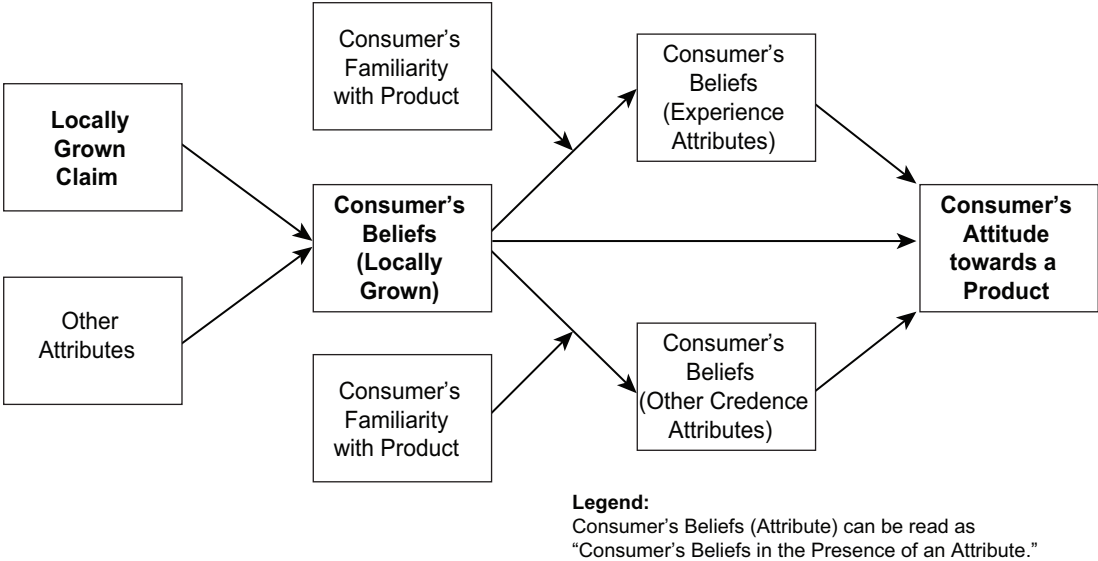 Locally
Grown
Claim
Other
Attributes
Consumer’s
Familiarity
with Product
Consumer’s
Beliefs
(Locally
Grown)
Consumer’s
Familiarity
with Product
Consumer’s
Beliefs
(Experience
Attributes)
Consumer’s
Beliefs
(Other Credence
Attributes)
Consumer’s
Attitude
towards a
Product
Legend:
Consumer’s Beliefs (Attribute) can be read as
“Consumer’s Beliefs in the Presence of an Attribute.”